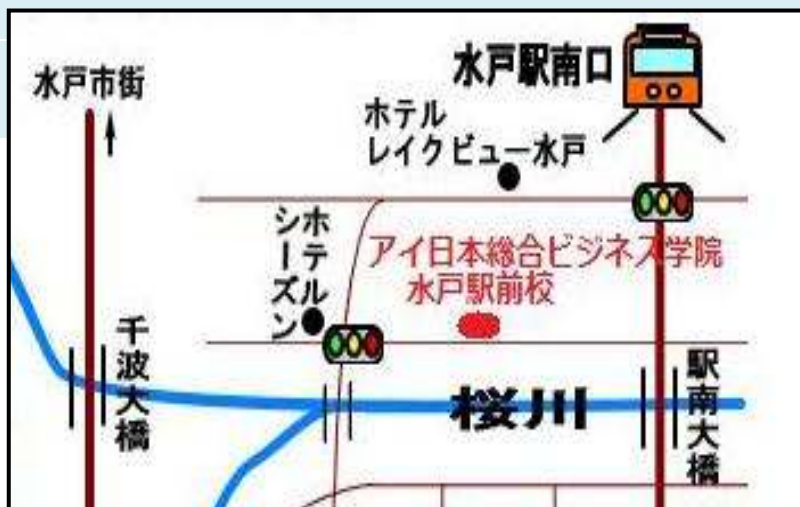 水戸駅南口
水戸市街
ホテル
レイクビュー水戸
ホテル
シーズン
アイ日本総合ビジネス学院
水戸駅前校
千波大橋
桜川
駅南大橋